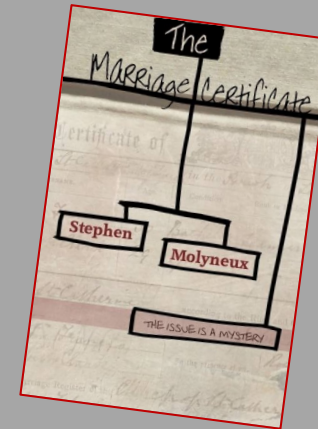 The
Marriage Certificate
Certificate of
Stephen
Molyneux
THE ISSUE IS A MYSTERY